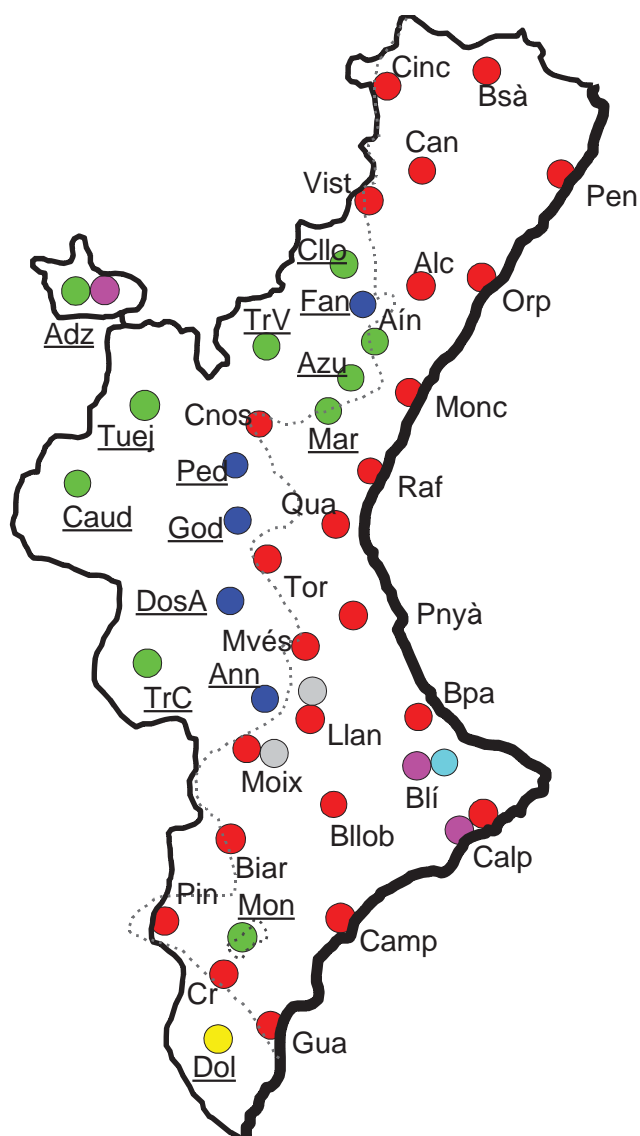 Cinc
Bsà
Can
Vist
Pen
Cllo
Alc
Fan
Orp
Adz
TrV
Aín
Azu
Monc
Cnos
Mar
Tuej
Ped
Raf
Caud
Qua
God
Tor
DosA
Pnyà
Mvés
TrC
Ann
Bpa
Llan
Moix
Blí
Bllob
Calp
Biar
Pin
Mon
Camp
Cr
Gua
Dol